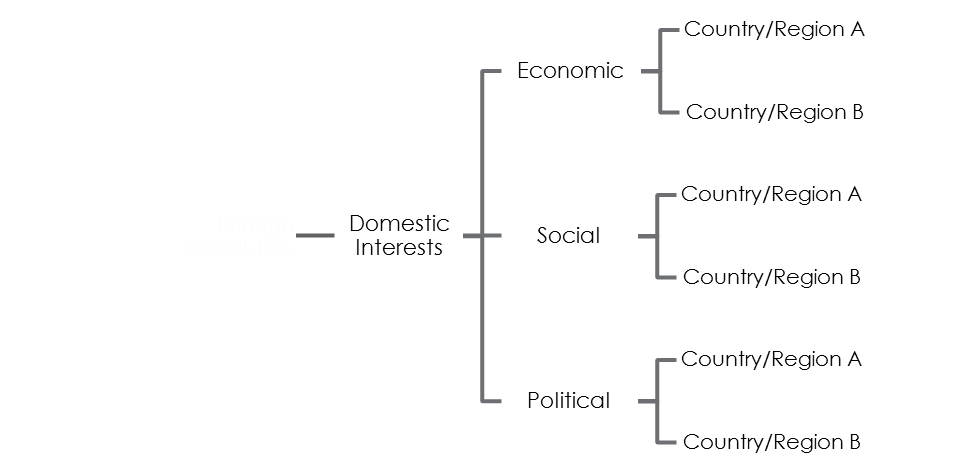 Domestic
Interests
Economic
Country/Region A
Country/Region B
Social
Country/Region A
Country/Region B
Political
Country/Region A
Country/Region B